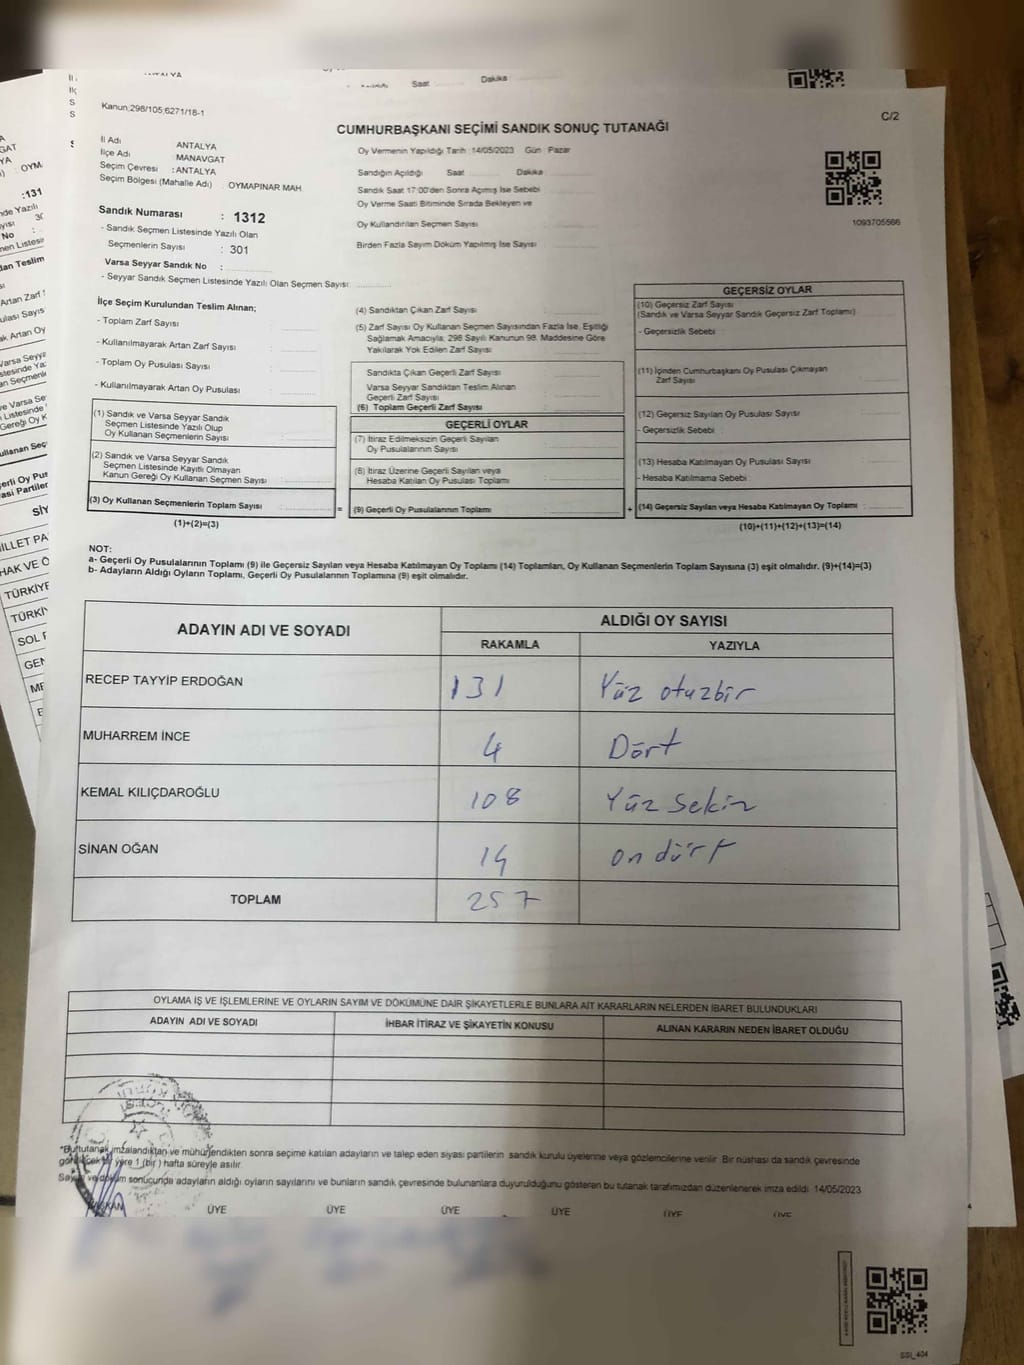 C/2
Kanun;298/105;6271/18-1
CUMHURBAŞKANI SEÇİMİ SANDIK SONUÇ TUTANAĞI
İl Adı ANTALYA
İlçe Adı MANAVGAT
Seçim Çevresi : ANTALYA
Seçim Bölgesi (Mahalle Adı) : OYMAPINAR MAH.
Sandık Numarası : 1312
- Sandık Seçmen Listesinde Yazılı Olan
Seçmenlerin Sayısı : 301
Varsa Seyyar Sandık No :
- Seyyar Sandık Seçmen Listesinde Yazılı Olan Seçmen Sayısı :
Oy Vermenin Yapıldığı Tarih : 14/05/2023 Gün : Pazar
Sandığın Açıldığı Saat Dakika
Sandık Saat 17:00'den Sonra Açımış İse Sebebi
Oy Verme Saati Bitiminde Sırada Bekleyen ve
Oy Kullandırılan Seçmen Sayısı
Birden Fazla Sayım Döküm Yapılmış İse Sayısı
1093705566
İlçe Seçim Kurulundan Teslim Alınan;
- Toplam Zarf Sayısı :
- Kullanılmayarak Artan Zarf Sayısı :
- Toplam Oy Pusulası Sayısı :
- Kullanılmayarak Artan Oy Pusulası
(1) Sandık ve Varsa Seyyar Sandık
Seçmen Listesinde Yazılı Olup
Oy Kullanan Seçmenlerin Sayısı :
(2) Sandık ve Varsa Seyyar Sandık
Seçmen Listesinde Kayıtlı Olmayan
Kanun Gereği Oy Kullanan Seçmen Sayısı :
(3) Oy Kullanan Seçmenlerin Toplam Sayısı :
(1)+(2)=(3)
=
(4) Sandıktan Çıkan Zarf Sayısı
(5) Zarf Sayısı Oy Kullanan Seçmen Sayısından Fazla İse, Eşitliği
Sağlamak Amacıyla; 298 Sayılı Kanunun 98. Maddesine Göre
Yakılarak Yok Edilen Zarf Sayısı
Sandıkta Çıkan Geçerli Zarf Sayısı
Varsa Seyyar Sandıktan Teslim Alınan
Geçerli Zarf Sayısı
(6) Toplam Geçerli Zarf Sayısı
GEÇERLİ OYLAR
(7) İtiraz Edilmeksizin Geçerli Sayılan
Oy Pusulasının Sayısı
(8) İtiraz Üzerine Geçerli Sayılan veya
Hesaba Katılan Oy Pusulası Toplamı
(9) Geçerli Oy Pusulalarının Toplamı
+
GEÇERSİZ OYLAR
(10) Geçersiz Zarf Sayısı
(Sandık ve Varsa Seyyar Sandık Geçersiz Zarf Toplamı)
- Geçersizlik Sebebi
(11) İçinden Cumhurbaşkanı Oy Pusulası Çıkmayan
Zarf Sayısı
(12) Geçersiz Sayılan Oy Pusulası Sayısı
- Geçersizlik Sebebi
(13) Hesaba Katılmayan Oy Pusulası Sayısı
- Hesaba Katılmama Sebebi :
(14) Geçersiz Sayılan veya Hesaba Katılmayan Oy Toplamı
(10)+(11)+(12)+(13)=(14)
NOT:
a- Geçerli Oy Pusulalarının Toplamı (9) ile Geçersiz Sayılan veya Hesaba Katılmayan Oy Toplamı (14) Toplamları, Oy Kullanan Seçmenlerin Toplam Sayısına (3) eşit olmalıdır. (9)+(14)=(3)
b- Adayların Aldığı Oyların Toplamı, Geçerli Oy Pusulalarının Toplamına (9) eşit olmalıdır.
ADAYIN ADI VE SOYADI ALDIĞI OY SAYISI
RAKAMLA YAZIYLA
RECEP TAYYİP ERDOĞAN 131 Yüz otuzbir
MUHARREM İNCE 4 Dört
KEMAL KILIÇDAROĞLU 108 Yüz Sekiz
SİNAN OĞAN 14 on dört
TOPLAM 257
OYLAMA İŞ VE İŞLEMLERİNE VE OYLARIN SAYIM VE DÖKÜMÜNE DAİR ŞİKAYETLERLE BUNLARA AİT KARARLARIN NELERDEN İBARET BULUNDUKLARI
ADAYIN ADI VE SOYADI İHBAR İTİRAZ VE ŞİKAYETİN KONUSU ALINAN KARARIN NEDEN İBARET OLDUĞU
*Bu tutanak imzalandıktan ve mühürlendikten sonra seçime katılan adayların ve talep eden siyasi partilerin sandık kurulu üyelerine veya gözlemcilerine verilir. Bir nüshası da sandık çevresinde
yere 1 (bir) hafta süreyle asılır.
Sayım ve döküm sonucunda adayların aldığı oyların sayılarını ve bunların sandık çevresinde bulunanlara duyurulduğunu gösteren bu tutanak tarafımızdan düzenlenerek imza edildi. 14/05/2023
ÜYE ÜYE ÜYE ÜYE ÜYE ÜYE
SSI_404